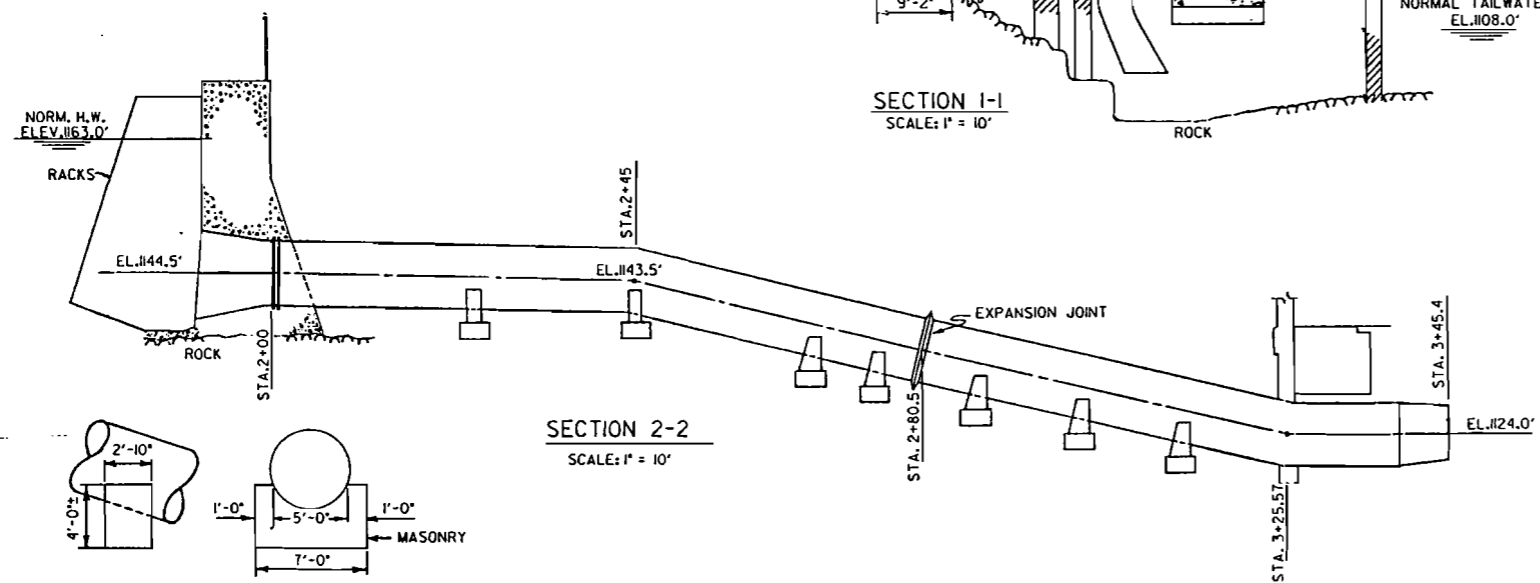 9'-2"
NORMAL TAILWATE
EL.1108.0'
SECTION 1-1
SCALE: 1" = 10'
ROCK
NORM. H.W.
ELEV.1163.0'
RACKS
STA.2+45
EL.1144.5'
EL.1143.5'
EXPANSION JOINT
ROCK
STA.2+00
STA. 3+45.4
EL.1124.0'
SECTION 2-2
SCALE: 1" = 10'
STA. 2+80.5
STA. 3+25.57
2'-10"
4'-0"±
1'-0"
5'-0"
1'-0"
MASONRY
7'-0"